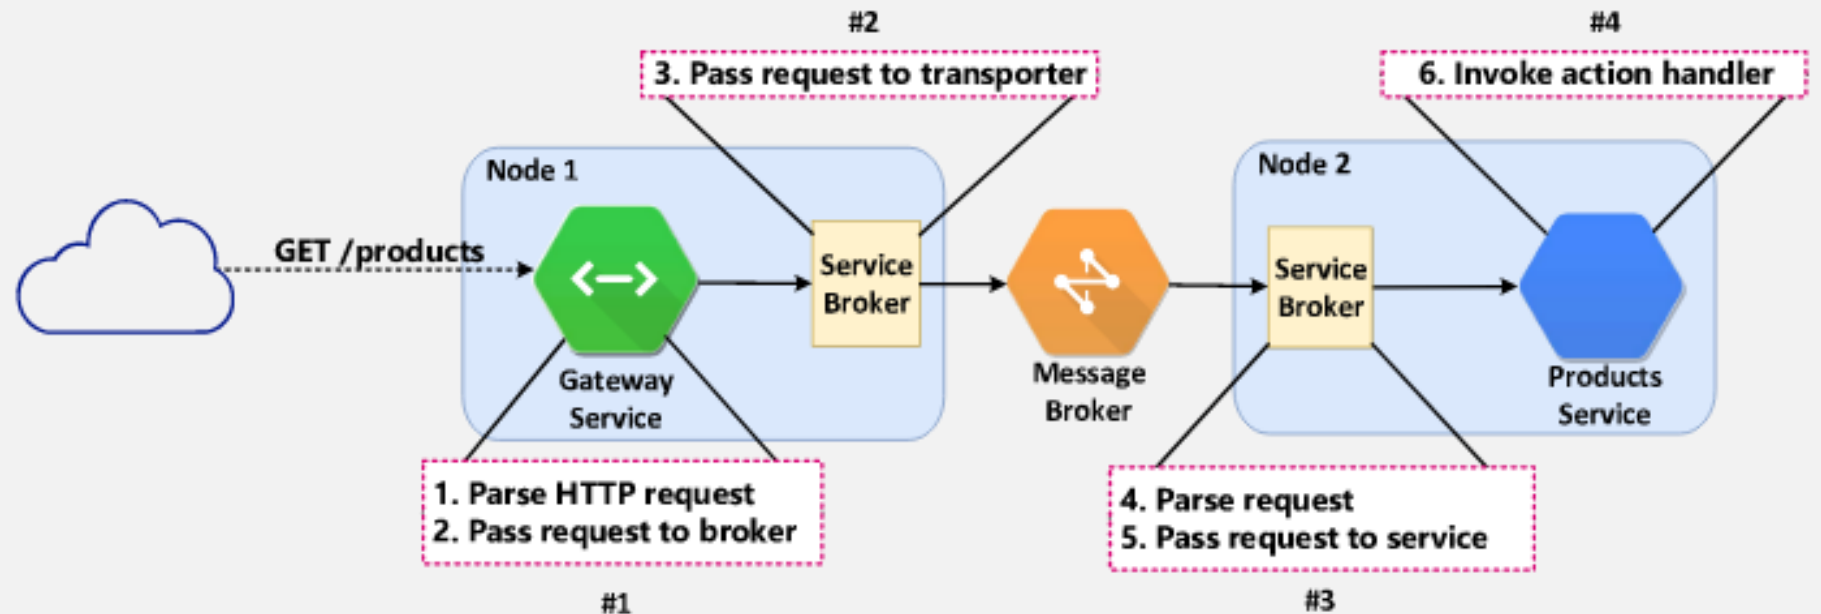 #2
#4
3. Pass request to transporter
6. Invoke action handler
Node 1
Node 2
GET /products
Service
Broker
Service
Broker
Gateway
Service
Message
Broker
Products
Service
1. Parse HTTP request
2. Pass request to broker
4. Parse request
5. Pass request to service
#1
#3